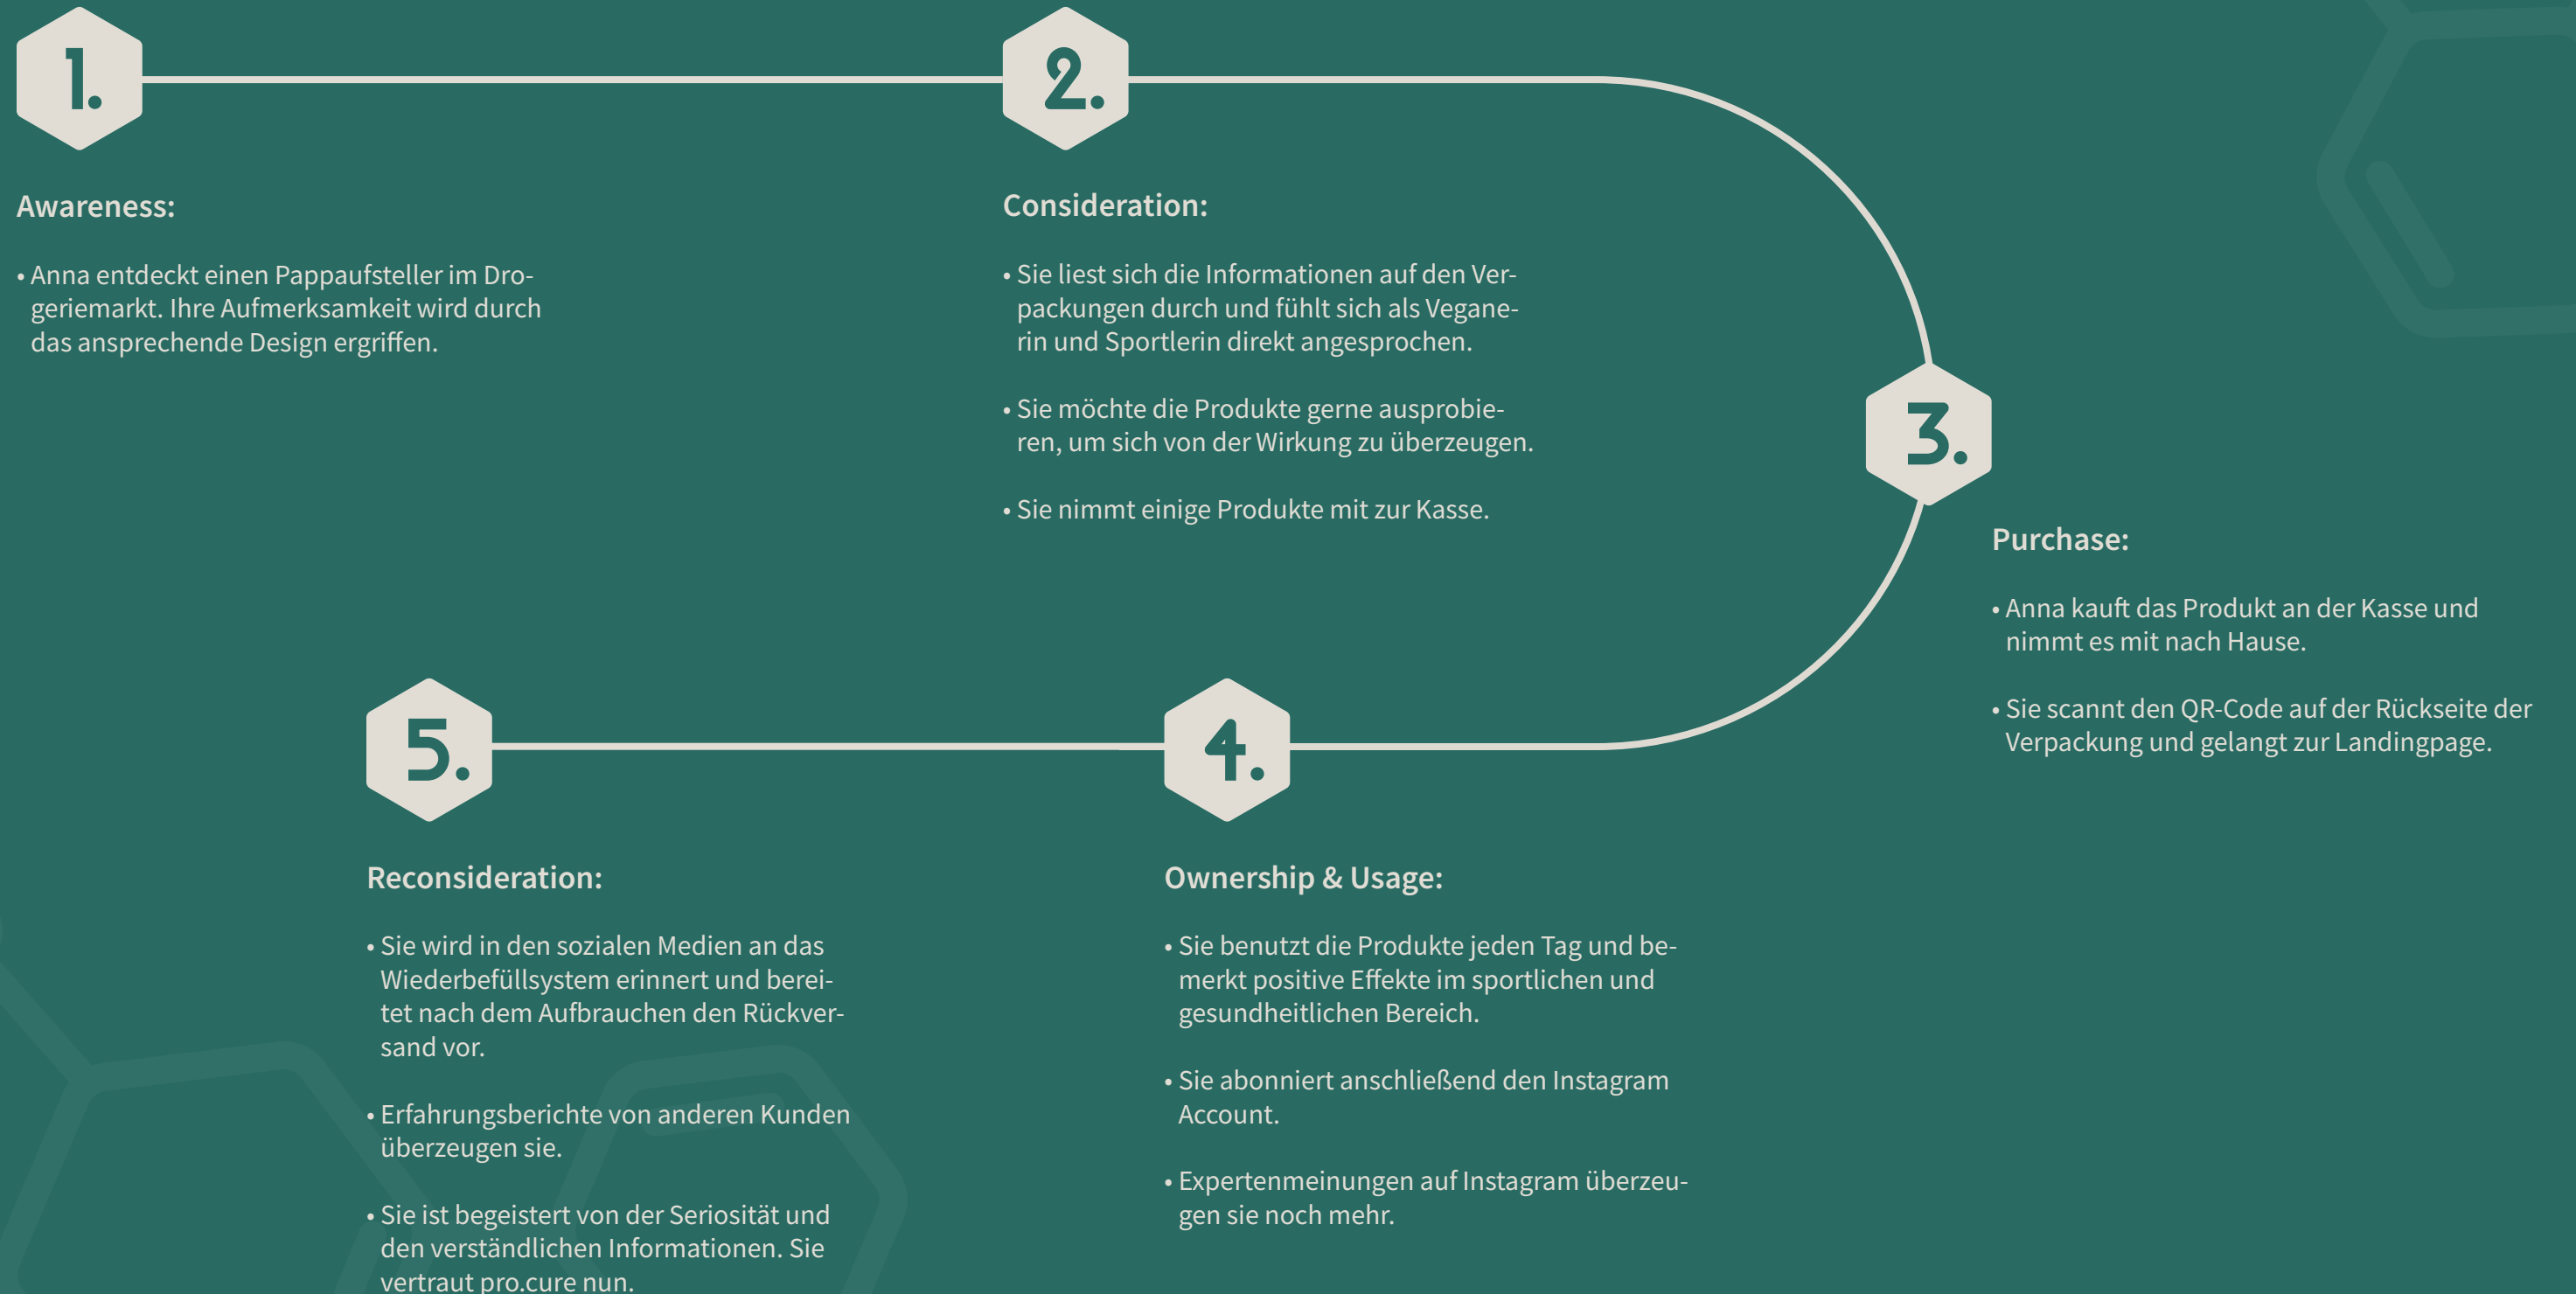 1.
Awareness:
• Anna entdeckt einen Pappaufsteller im Dro-
geriemarkt. Ihre Aufmerksamkeit wird durch
das ansprechende Design ergriffen.
2.
Consideration:
• Sie liest sich die Informationen auf den Ver-
packungen durch und fühlt sich als Vegane-
rin und Sportlerin direkt angesprochen.
• Sie möchte die Produkte gerne ausprobie-
ren, um sich von der Wirkung zu überzeugen.
• Sie nimmt einige Produkte mit zur Kasse.
3.
Purchase:
• Anna kauft das Produkt an der Kasse und
nimmt es mit nach Hause.
• Sie scannt den QR-Code auf der Rückseite der
Verpackung und gelangt zur Landingpage.
4.
Ownership & Usage:
• Sie benutzt die Produkte jeden Tag und be-
merkt positive Effekte im sportlichen und
gesundheitlichen Bereich.
• Sie abonniert anschließend den Instagram
Account.
• Expertenmeinungen auf Instagram überzeu-
gen sie noch mehr.
5.
Reconsideration:
• Sie wird in den sozialen Medien an das
Wiederbefüllsystem erinnert und berei-
tet nach dem Aufbrauchen den Rückver-
sand vor.
• Erfahrungsberichte von anderen Kunden
überzeugen sie.
• Sie ist begeistert von der Seriosität und
den verständlichen Informationen. Sie
vertraut pro.cure nun.